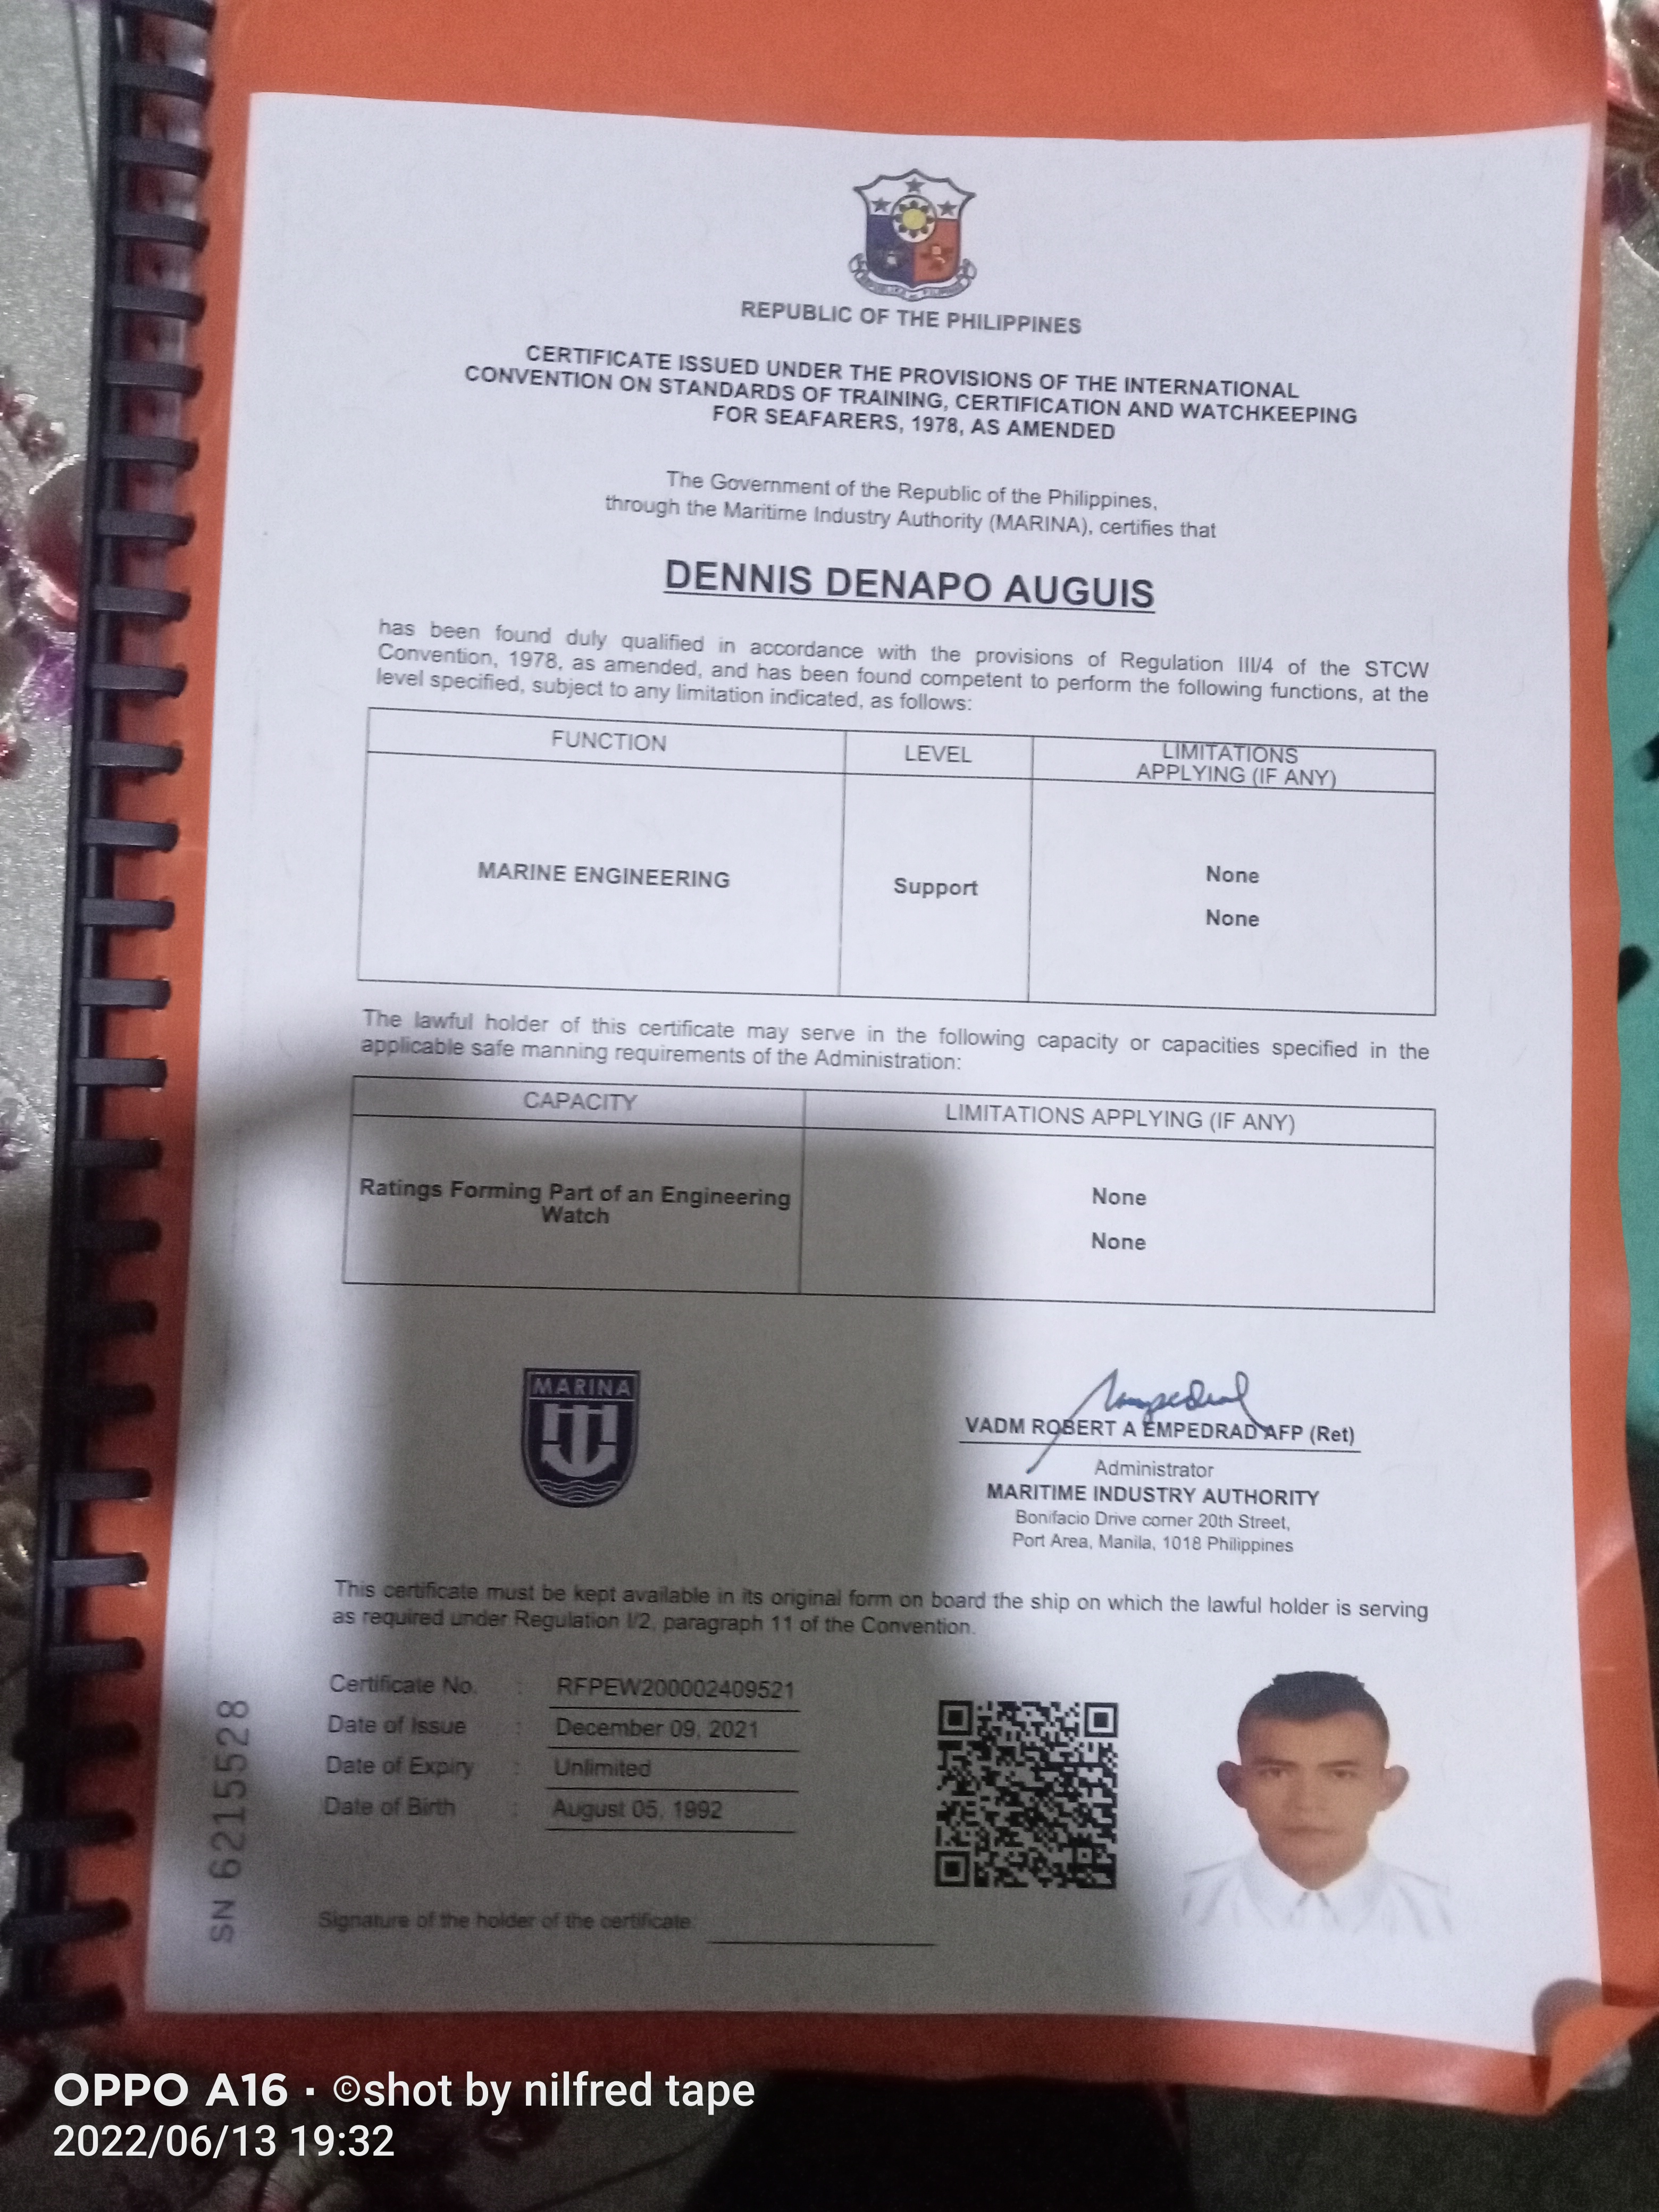 REPUBLIC OF THE PHILIPPINES
CERTIFICATE ISSUED UNDER THE PROVISIONS OF THE INTERNATIONAL
CONVENTION ON STANDARDS OF TRAINING, CERTIFICATION AND WATCHKEEPING
FOR SEAFARERS, 1978, AS AMENDED
The Government of the Republic of the Philippines,
through the Maritime Industry Authority (MARINA), certifies that
DENNIS DENAPO AUGUIS
has been found duly qualified in accordance with the provisions of Regulation III/4 of the STCW
Convention, 1978, as amended, and has been found competent to perform the following functions, at the
level specified, subject to any limitation indicated, as follows:
FUNCTION
LEVEL
LIMITATIONS
APPLYING (IF ANY)
MARINE ENGINEERING
Support
None
None
The lawful holder of this certificate may serve in the following capacity or capacities specified in the
applicable safe manning requirements of the Administration:
CAPACITY
LIMITATIONS APPLYING (IF ANY)
Ratings Forming Part of an Engineering
Watch
None
None
MARINA
VADM ROBERT A EMPEDRAD AFP (Ret)
Administrator
MARITIME INDUSTRY AUTHORITY
Bonifacio Drive corner 20th Street,
Port Area, Manila, 1018 Philippines
This certificate must be kept available in its original form on board the ship on which the lawful holder is serving
as required under Regulation I/2, paragraph 11 of the Convention.
Certificate No. : RFPEW200002409521
Date of Issue : December 09, 2021
Date of Expiry : Unlimited
Date of Birth : August 05, 1992
Signature of the holder of the certificate:
SN 6215528
OPPO A16 · ©shot by nilfred tape
2022/06/13 19:32